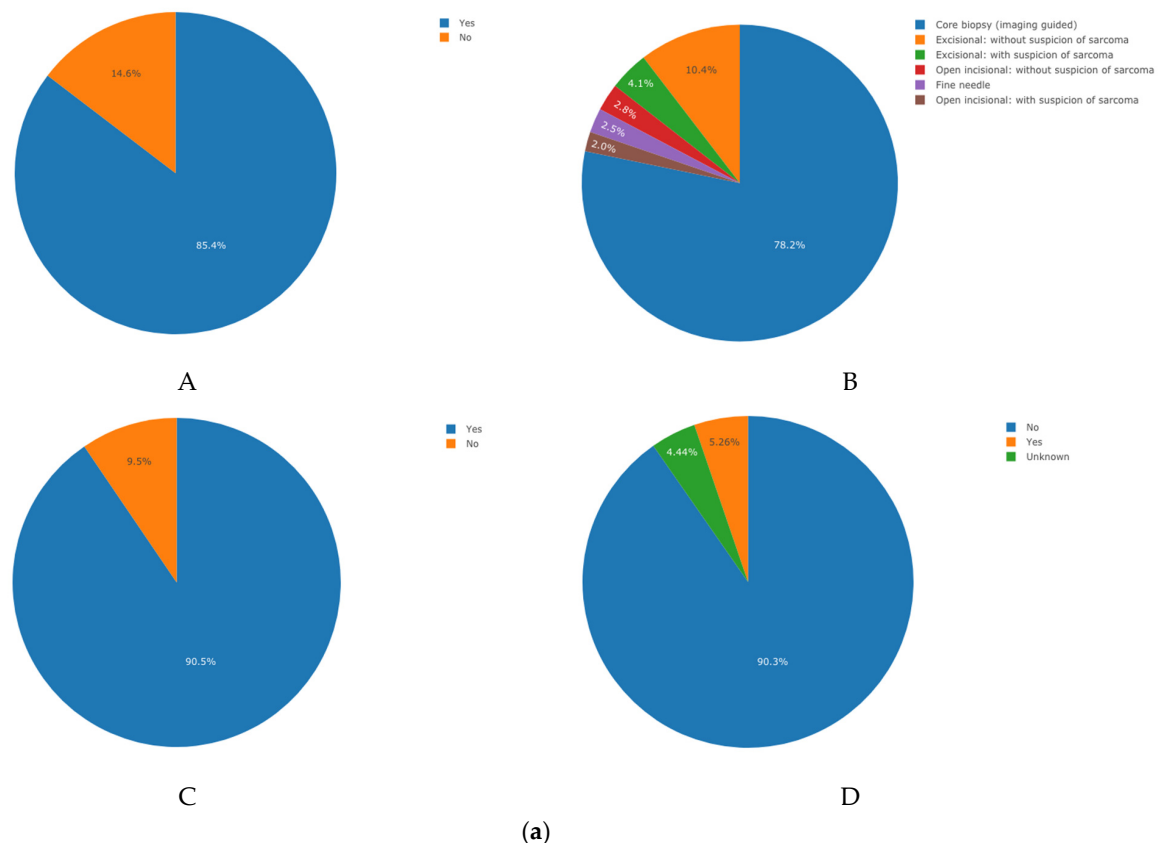 Yes
No
14.6%
85.4%
A
Core biopsy (imaging guided)
Excisional: without suspicion of sarcoma
Excisional: with suspicion of sarcoma
Open incisional: without suspicion of sarcoma
Fine needle
Open incisional: with suspicion of sarcoma
10.4%
4.1%
2.8%
2.5%
2.0%
78.2%
B
Yes
No
9.5%
90.5%
C
No
Yes
Unknown
5.26%
4.44%
90.3%
D
(a)